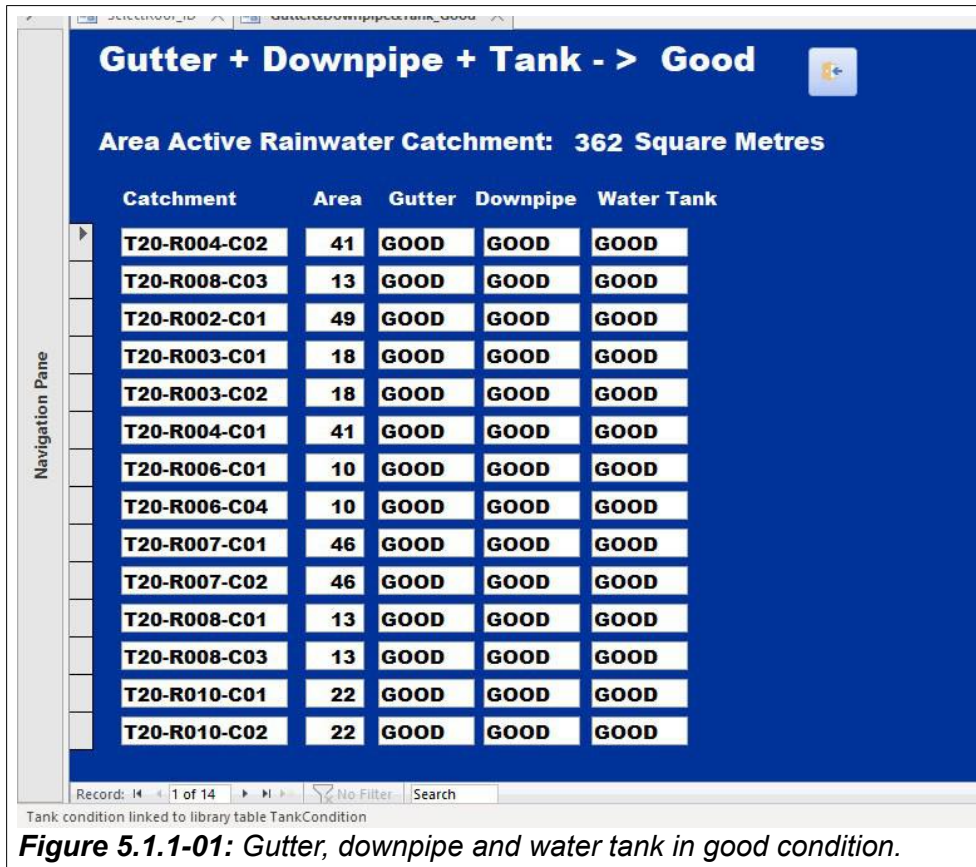 SelectRoof_ID Gutter&Downpipe&Tank_Good
Gutter + Downpipe + Tank - > Good
Area Active Rainwater Catchment: 362 Square Metres
Catchment Area Gutter Downpipe Water Tank
T20-R004-C02 41 GOOD GOOD GOOD
T20-R008-C03 13 GOOD GOOD GOOD
T20-R002-C01 49 GOOD GOOD GOOD
T20-R003-C01 18 GOOD GOOD GOOD
T20-R003-C02 18 GOOD GOOD GOOD
T20-R004-C01 41 GOOD GOOD GOOD
T20-R006-C01 10 GOOD GOOD GOOD
T20-R006-C04 10 GOOD GOOD GOOD
T20-R007-C01 46 GOOD GOOD GOOD
T20-R007-C02 46 GOOD GOOD GOOD
T20-R008-C01 13 GOOD GOOD GOOD
T20-R008-C03 13 GOOD GOOD GOOD
T20-R010-C01 22 GOOD GOOD GOOD
T20-R010-C02 22 GOOD GOOD GOOD
Navigation Pane
Record: 1 of 14 No Filter Search
Tank condition linked to library table TankCondition
Figure 5.1.1-01: Gutter, downpipe and water tank in good condition.